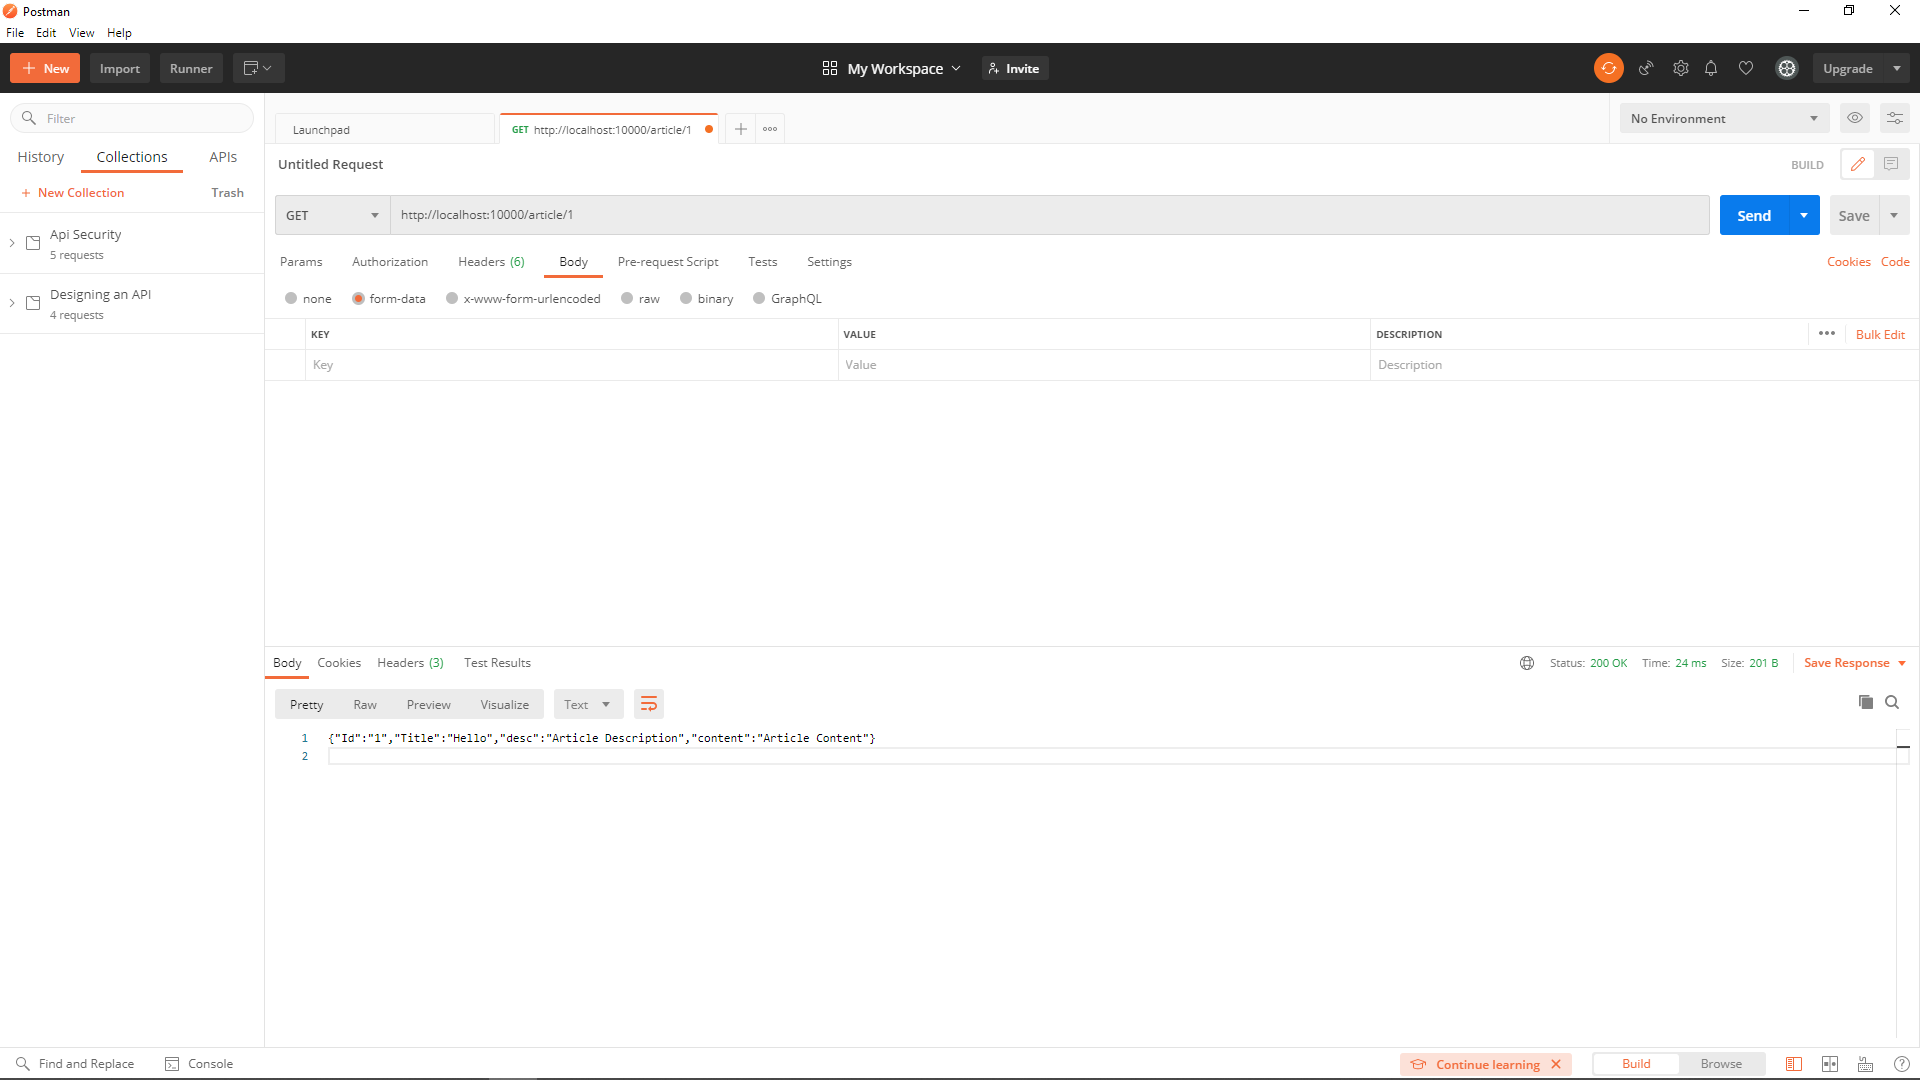 Postman
File Edit View Help
New Import Runner My Workspace Invite Upgrade
Filter
History Collections APIs
New Collection Trash
Api Security
5 requests
Designing an API
4 requests
Launchpad GET http://localhost:10000/article/1 No Environment
Untitled Request BUILD
GET http://localhost:10000/article/1 Send Save
Params Authorization Headers (6) Body Pre-request Script Tests Settings Cookies Code
none form-data x-www-form-urlencoded raw binary GraphQL
KEY VALUE DESCRIPTION Bulk Edit
Key Value Description
Body Cookies Headers (3) Test Results Status: 200 OK Time: 24 ms Size: 201 B Save Response
Pretty Raw Preview Visualize Text
1 {"Id":"1","Title":"Hello","desc":"Article Description","content":"Article Content"}
2
Find and Replace Console Continue learning Build Browse